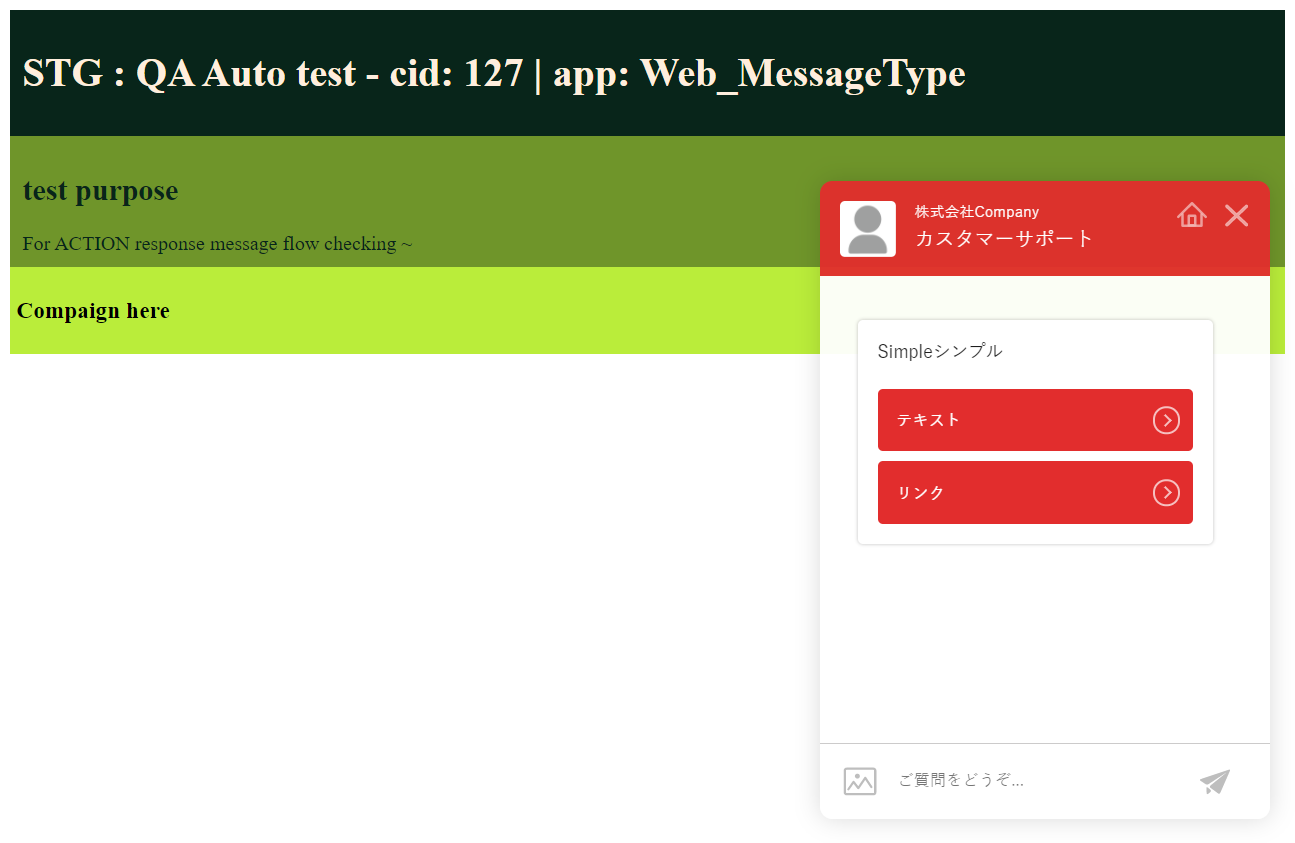 STG : QA Auto test - cid: 127 | app: Web_MessageType
test purpose
For ACTION response message flow checking ~
Compaign here
株式会社Company
カスタマーサポート
Simpleシンプル
テキスト
リンク
ご質問をどうぞ...